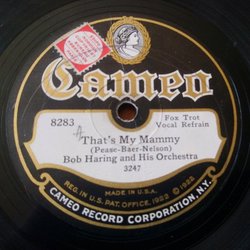 Cameo
8283
Fox Trot
Vocal Refrain
That's My Mammy
(Pease-Baer-Nelson)
Bob Haring and His Orchestra
3247
MADE IN U.S.A.
REG. IN U.S. PAT. OFFICE, 1922 © 1922
CAMEO RECORD CORPORATION, N.Y.